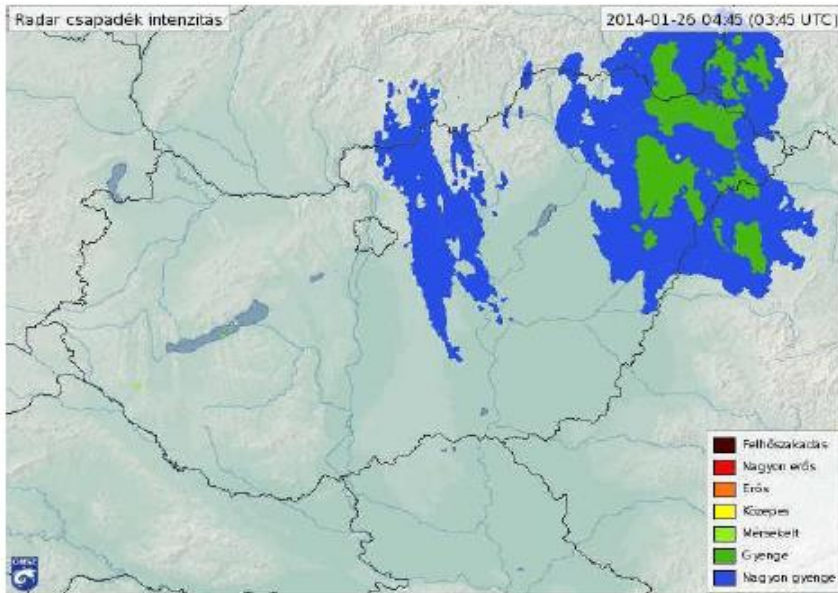 Radar csapadék intenzitás
2014-01-26 04:45 (03:45 UTC)
Felhőszakadás
Nagyon erős
Erős
Közepes
Mérsékelt
Gyenge
Nagyon gyenge